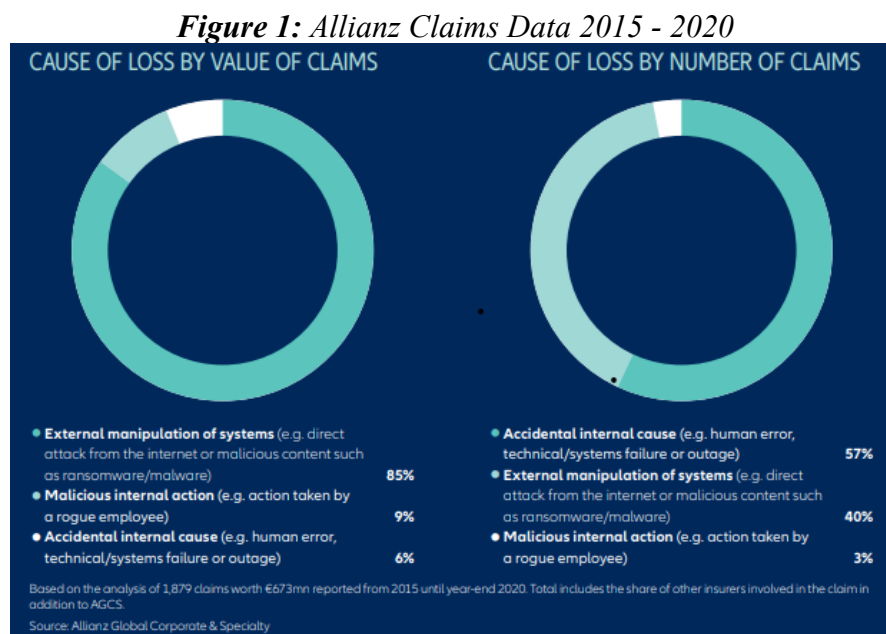 Figure 1: Allianz Claims Data 2015 - 2020
CAUSE OF LOSS BY VALUE OF CLAIMS
External manipulation of systems (e.g. direct
attack from the internet or malicious content such
as ransomware/malware) 85%
Malicious internal action (e.g. action taken by
a rogue employee) 9%
Accidental internal cause (e.g. human error,
technical/systems failure or outage) 6%
CAUSE OF LOSS BY NUMBER OF CLAIMS
Accidental internal cause (e.g. human error,
technical/systems failure or outage) 57%
External manipulation of systems (e.g. direct
attack from the internet or malicious content such
as ransomware/malware) 40%
Malicious internal action (e.g. action taken by
a rogue employee) 3%
Based on the analysis of 1,879 claims worth €673mn reported from 2015 until year-end 2020. Total includes the share of other insurers involved in the claim in
addition to AGCS.
Source: Allianz Global Corporate & Specialty